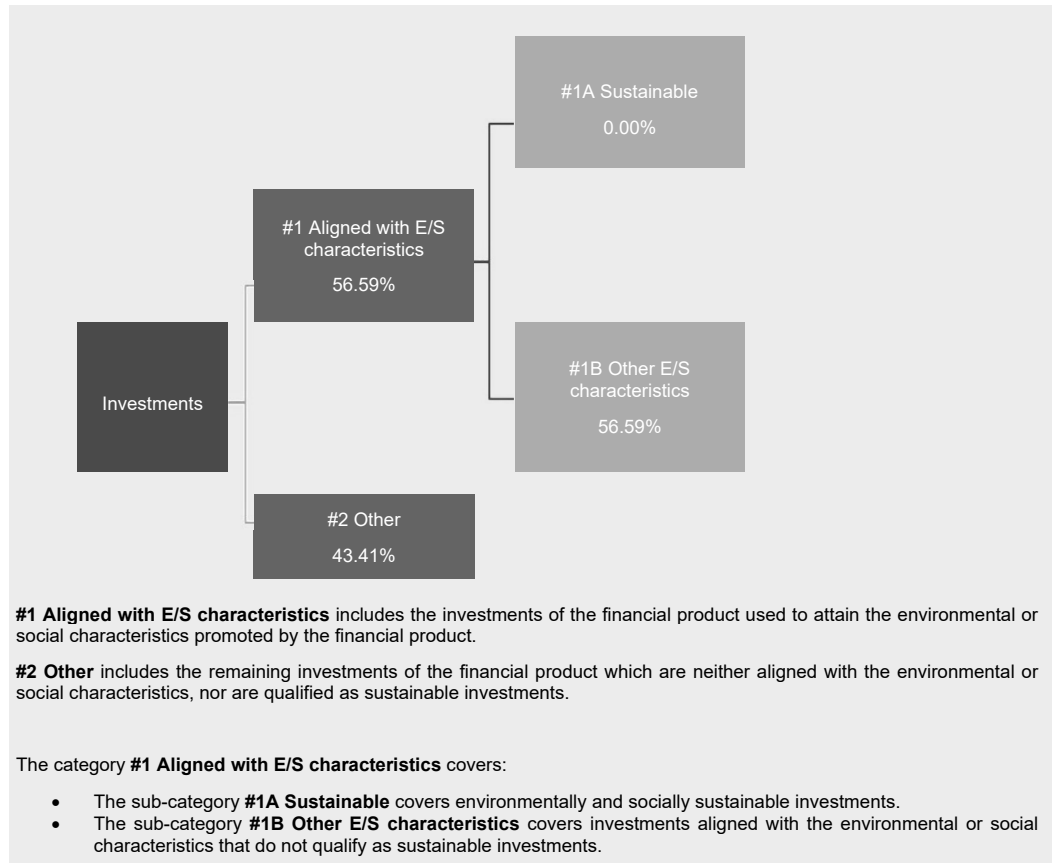 #1A Sustainable
0.00%
#1 Aligned with E/S
characteristics
56.59%
#1B Other E/S
characteristics
56.59%
Investments
#2 Other
43.41%
#1 Aligned with E/S characteristics includes the investments of the financial product used to attain the environmental or
social characteristics promoted by the financial product.
#2 Other includes the remaining investments of the financial product which are neither aligned with the environmental or
social characteristics, nor are qualified as sustainable investments.
The category #1 Aligned with E/S characteristics covers:
• The sub-category #1A Sustainable covers environmentally and socially sustainable investments.
• The sub-category #1B Other E/S characteristics covers investments aligned with the environmental or social
characteristics that do not qualify as sustainable investments.